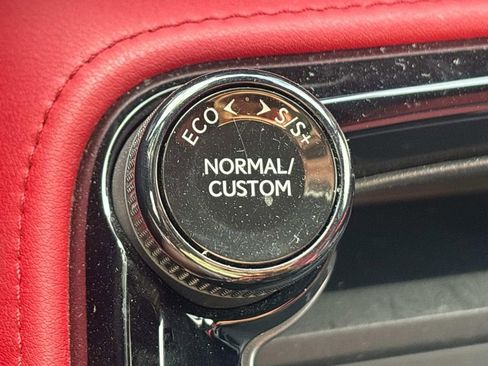 ECO < > S/S+
NORMAL/
CUSTOM